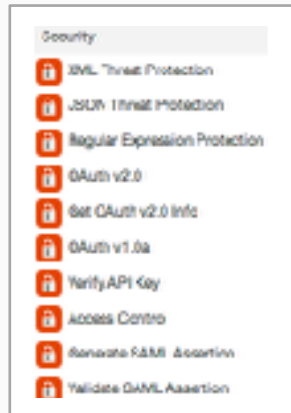 Security
XML Threat Protection
JSON Threat Protection
Regular Expression Protection
OAuth v2.0
Get OAuth v2.0 Info
OAuth v1.0a
Verify API Key
Access Control
Generate SAML Assertion
Validate SAML Assertion